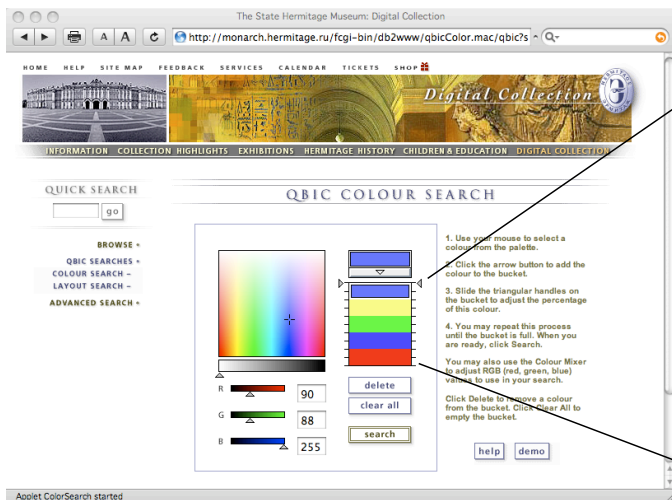 The State Hermitage Museum: Digital Collection
A A
http://monarch.hermitage.ru/fcgi-bin/db2www/qbicColor.mac/qbic?s
HOME HELP SITE MAP FEEDBACK SERVICES CALENDAR TICKETS SHOP
Digital Collection
INFORMATION COLLECTION HIGHLIGHTS EXHIBITIONS HERMITAGE HISTORY CHILDREN & EDUCATION DIGITAL COLLECTION
QUICK SEARCH
go
BROWSE
QBIC SEARCHES
COLOUR SEARCH –
LAYOUT SEARCH –
ADVANCED SEARCH
QBIC COLOUR SEARCH
R 90
G 88
B 255
delete
clear all
search
1. Use your mouse to select a
colour from the palette.
2. Click the arrow button to add the
colour to the bucket.
3. Slide the triangular handles on
the bucket to adjust the percentage
of this colour.
4. You may repeat this process
until the bucket is full. When you
are ready, click Search.
You may also use the Colour Mixer
to adjust RGB (red, green, blue)
values to use in your search.
Click Delete to remove a colour
from the bucket. Click Clear All to
empty the bucket.
help demo
Applet ColorSearch started